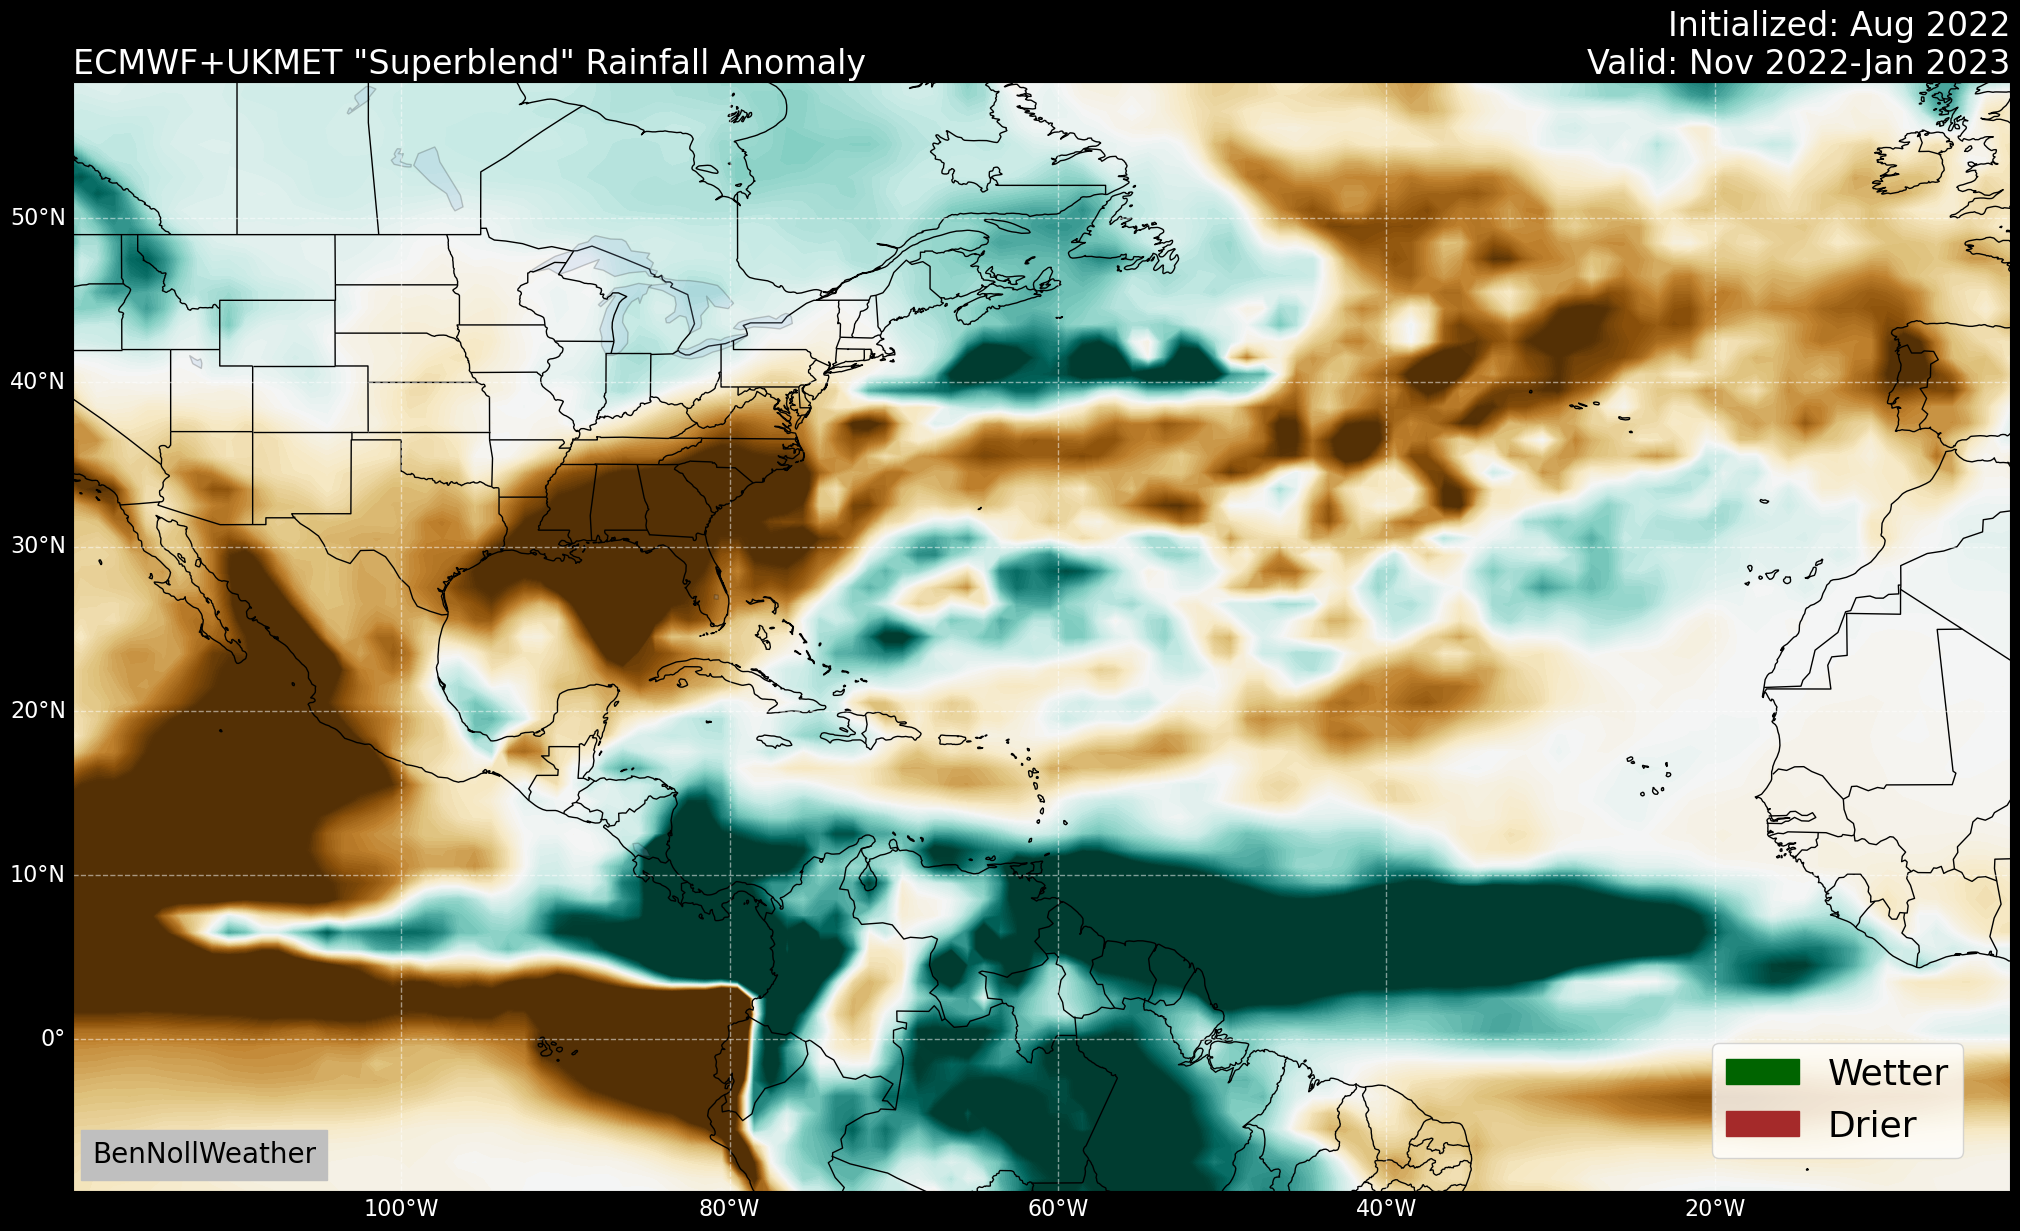 Initialized: Aug 2022
ECMWF+UKMET "Superblend" Rainfall Anomaly
Valid: Nov 2022-Jan 2023
50°N
40°N
30°N
20°N
10°N
0°
Wetter
Drier
BenNollWeather
100°W
80°W
60°W
40°W
20°W